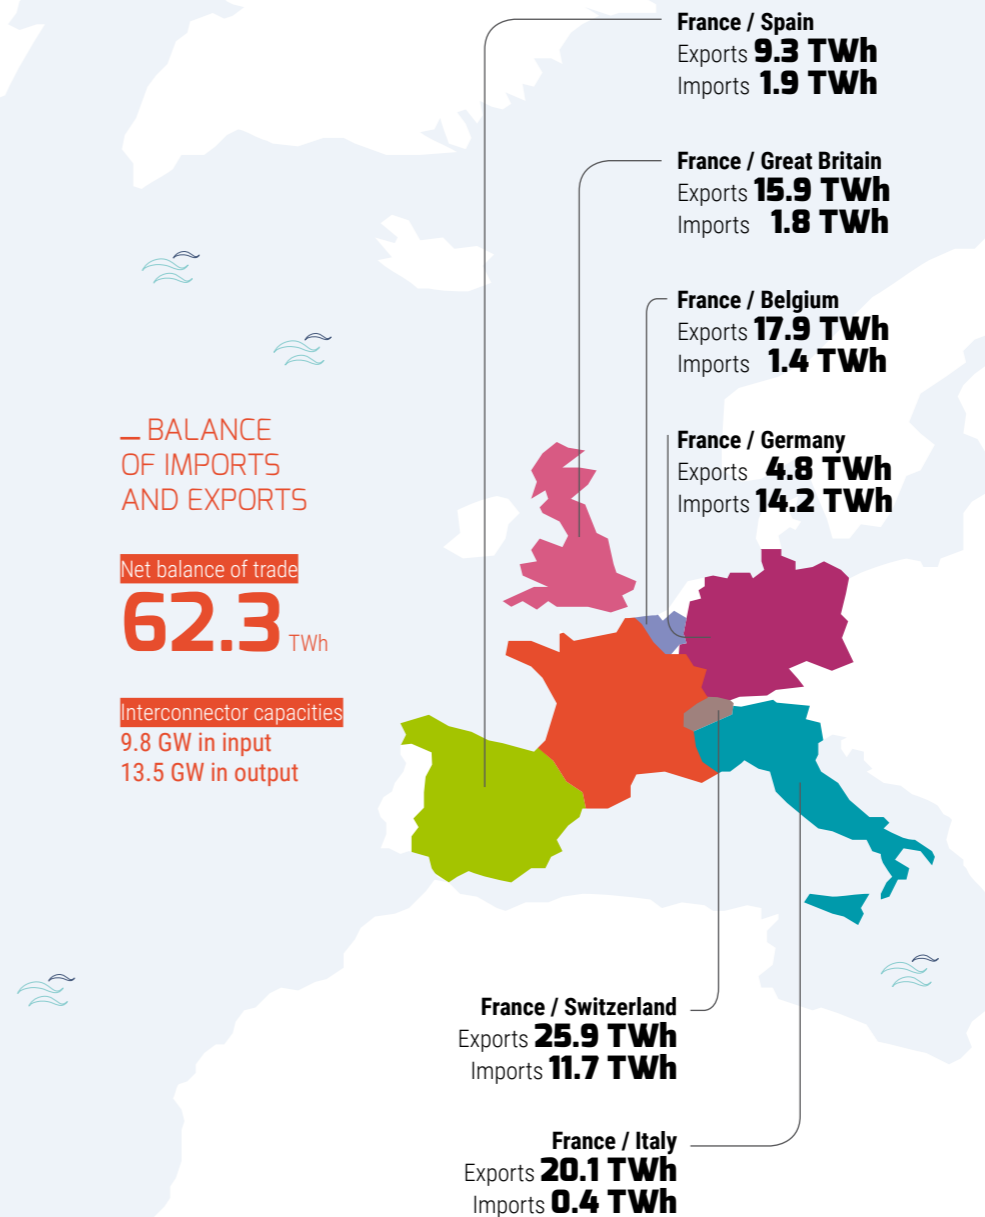 France / Spain
Exports 9.3 TWh
Imports 1.9 TWh
France / Great Britain
Exports 15.9 TWh
Imports 1.8 TWh
France / Belgium
Exports 17.9 TWh
Imports 1.4 TWh
France / Germany
Exports 4.8 TWh
Imports 14.2 TWh
_ BALANCE
OF IMPORTS
AND EXPORTS
Net balance of trade
62.3 TWh
Interconnector capacities
9.8 GW in input
13.5 GW in output
France / Switzerland
Exports 25.9 TWh
Imports 11.7 TWh
France / Italy
Exports 20.1 TWh
Imports 0.4 TWh